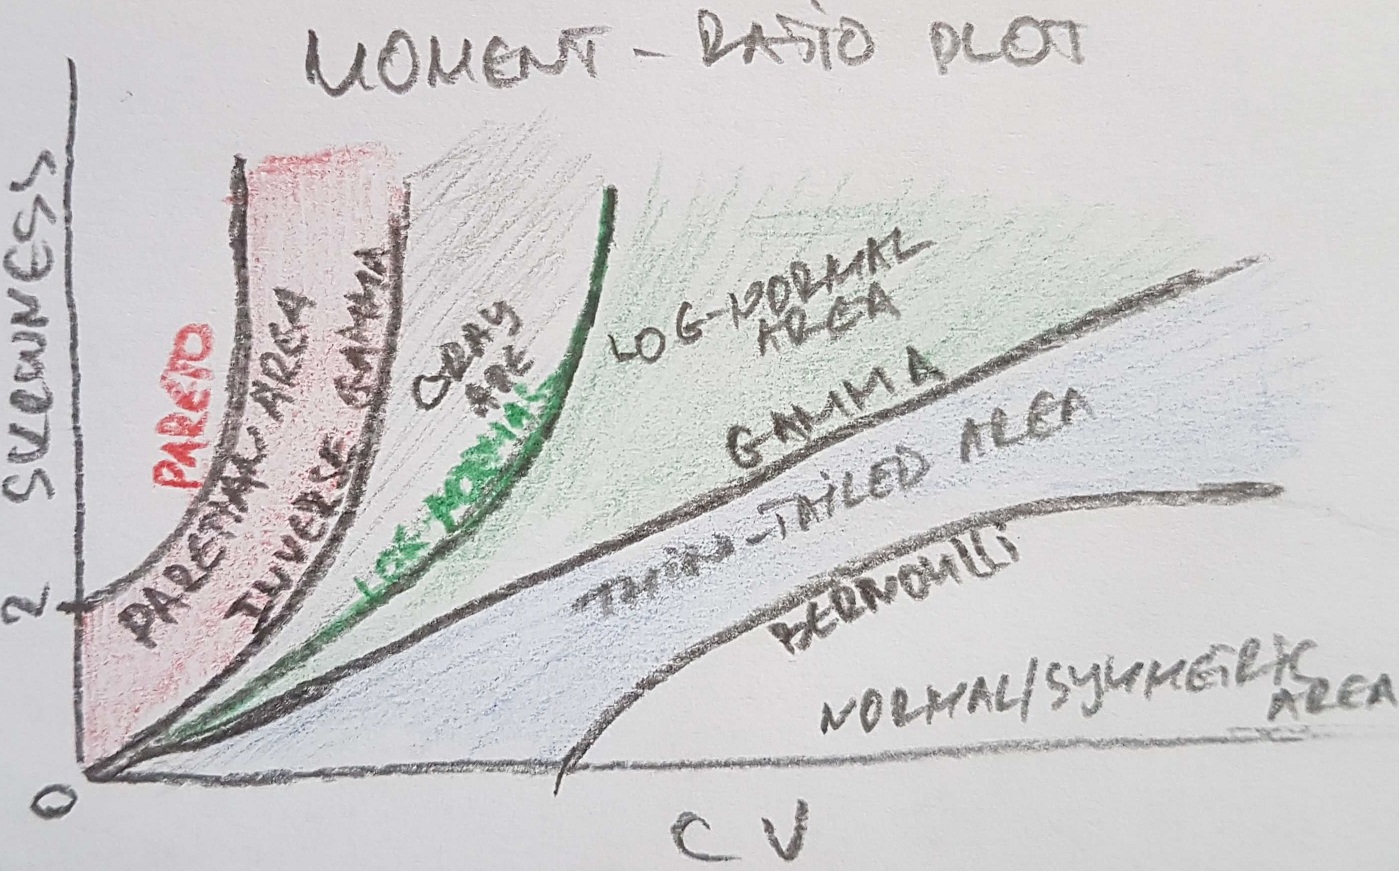 MOMENT - RATIO PLOT
SKEWNESS
2
0
PARETO
PARETIAN AREA
INVERSE GAMMA
GRAY
ARE
LOG-NORMAL
LOG-NORMAL
AREA
GAMMA
THIN-TAILED AREA
BERNOULLI
NORMAL/SYMMETRIC
AREA
CV